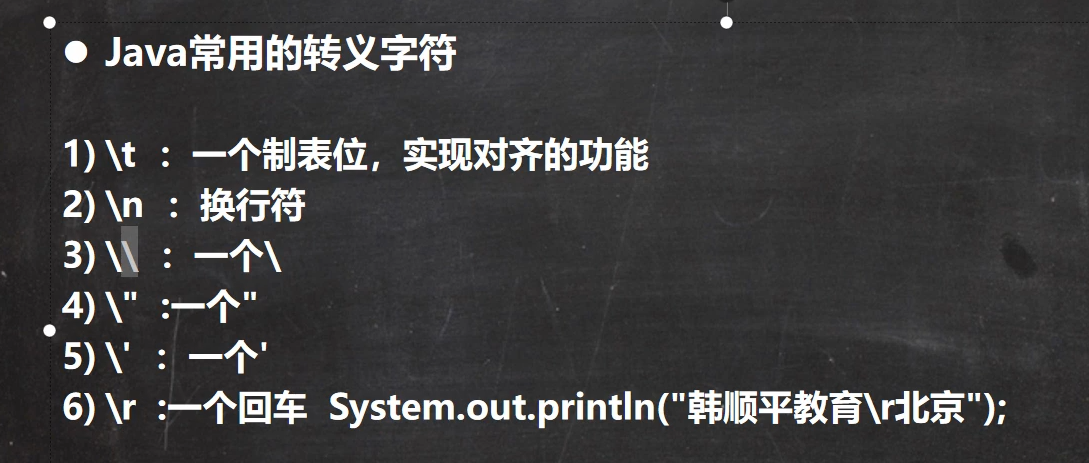 ● Java常用的转义字符
1) \t ：一个制表位，实现对齐的功能
2) \n ：换行符
3) \\ ：一个\
4) \" :一个"
5) \' ：一个'
6) \r :一个回车 System.out.println("韩顺平教育\r北京");